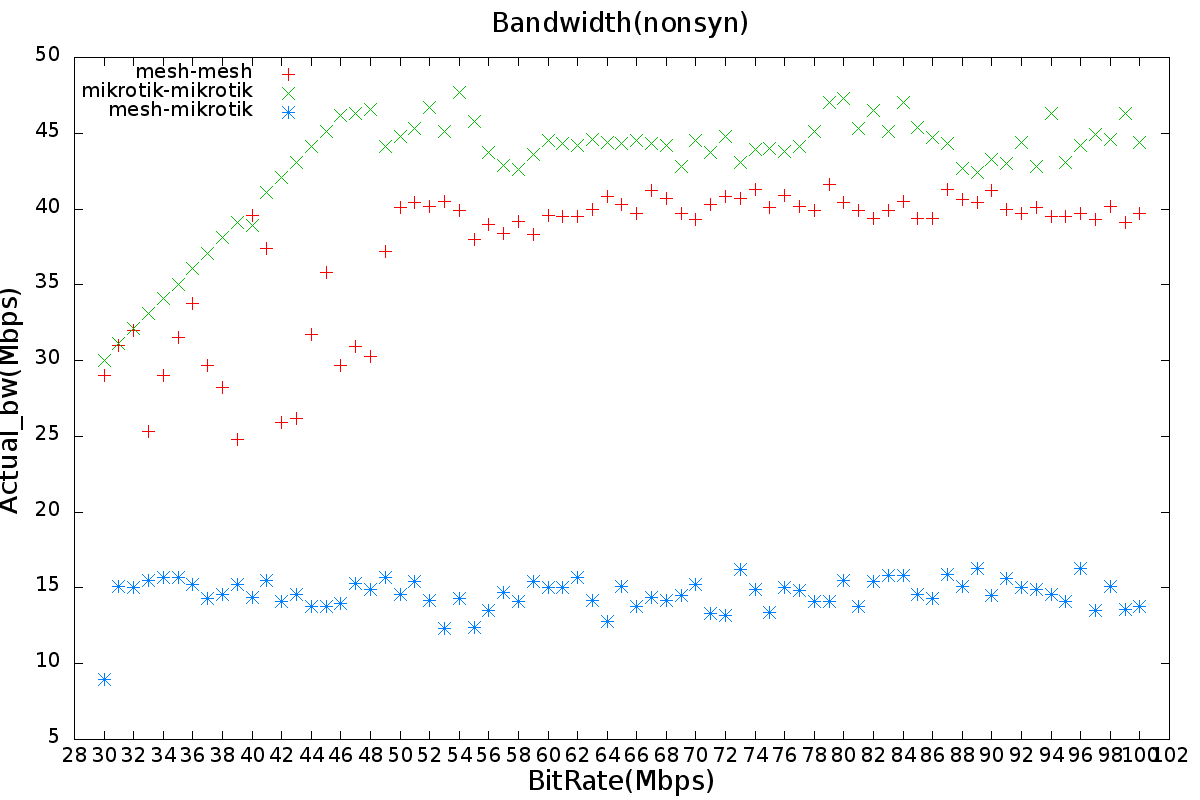 Bandwidth(nonsyn)
mesh-mesh
mikrotik-mikrotik
mesh-mikrotik
Actual_bw(Mbps)
50
45
40
35
30
25
20
15
10
5
28 30 32 34 36 38 40 42 44 46 48 50 52 54 56 58 60 62 64 66 68 70 72 74 76 78 80 82 84 86 88 90 92 94 96 98 100 102
BitRate(Mbps)